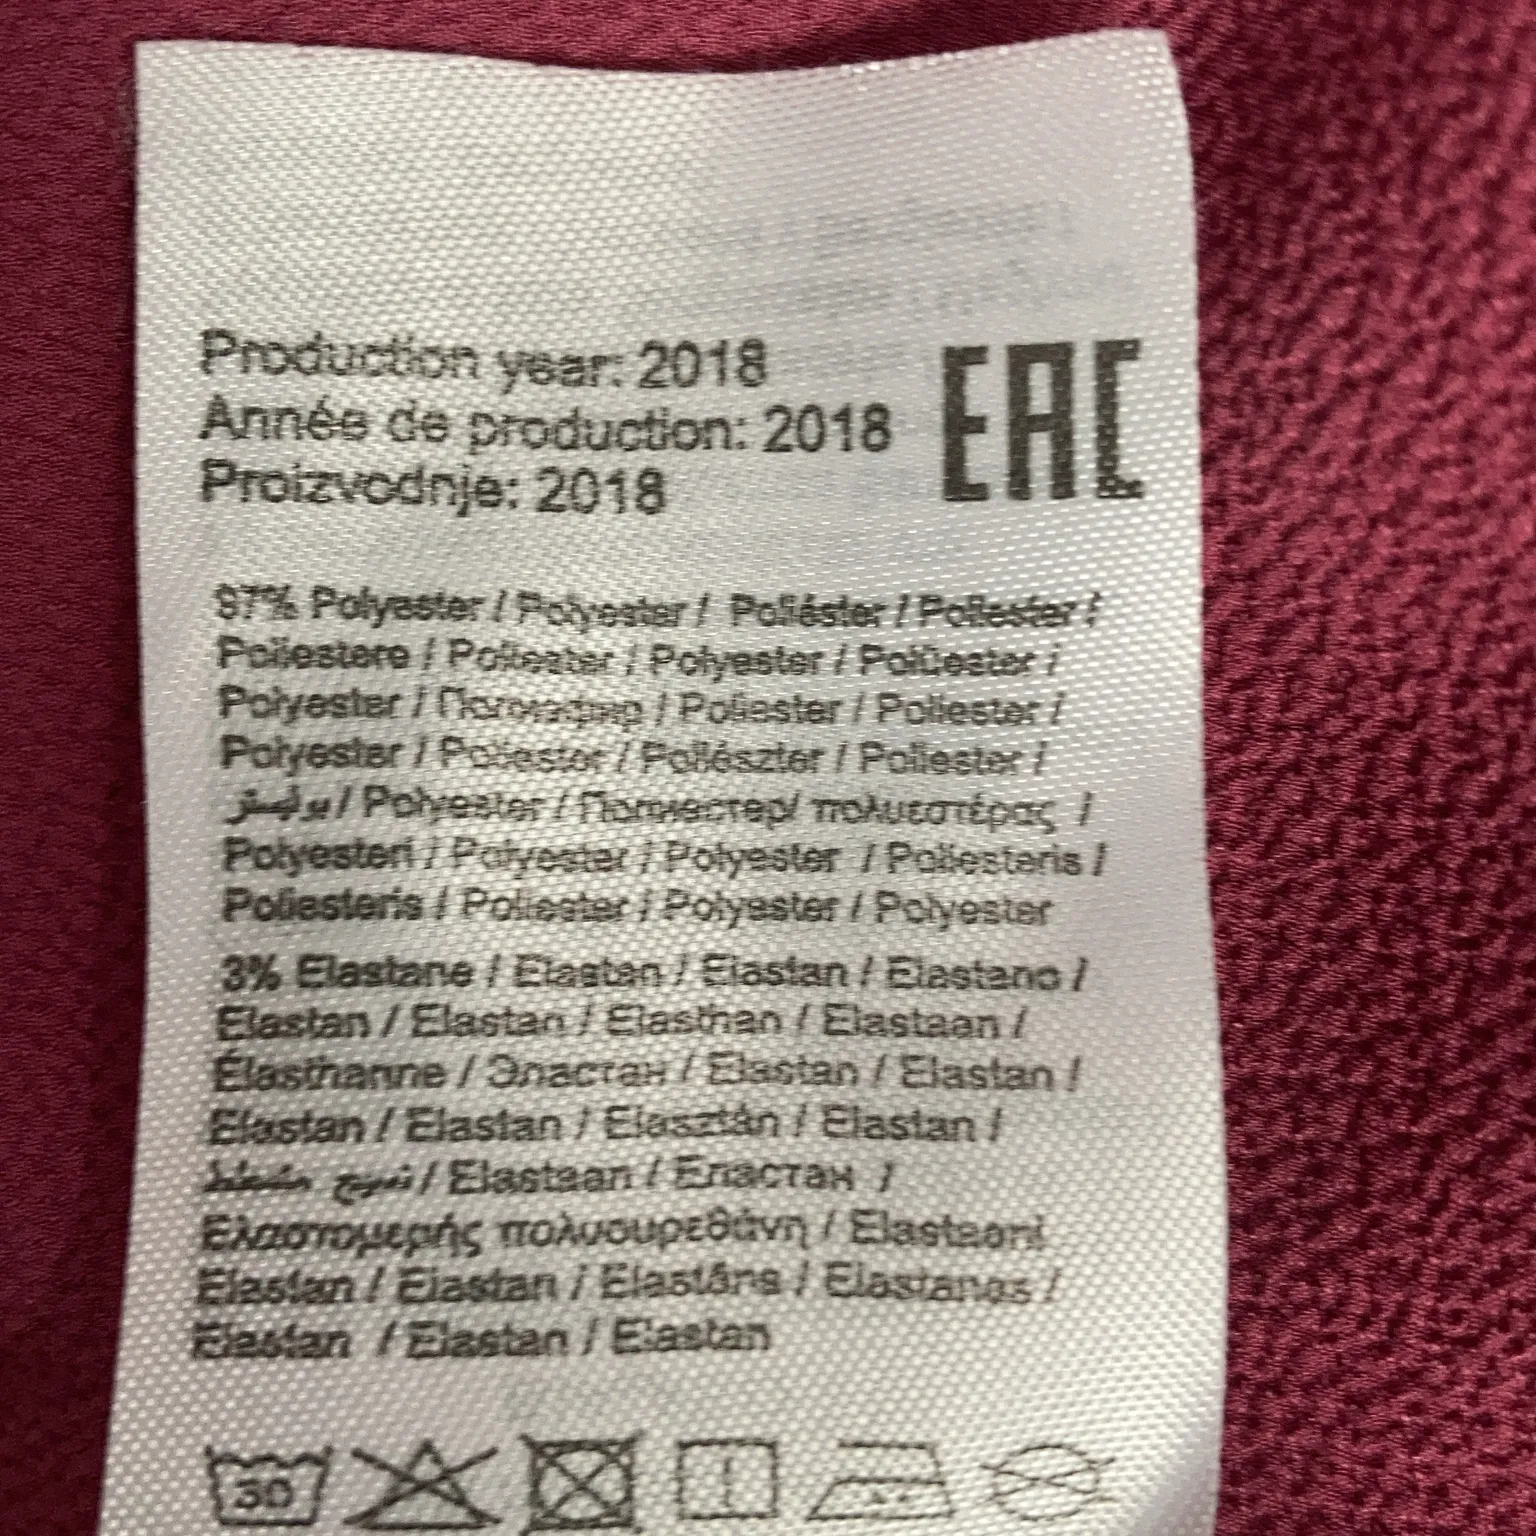 Production year: 2018
Année de production: 2018
Proizvodnje: 2018
EAC
97% Polyester / Polyester / Poliéster / Poliester /
Poliestere / Poliester / Polyester / Polüester /
Polyester / Полиэфир / Poliester / Poliester /
Polyester / Poliester / Poliészter / Poliester /
بوليستر / Polyester / Полиестер/ πολυεστέρας /
Polyesteri / Polyester / Polyester / Poliesteris /
Poliesteris / Poliester / Polyester / Polyester
3% Elastane / Elastan / Elastan / Elastano /
Elastan / Elastan / Elasthan / Elastaan /
Élasthanne / Эластан / Elastan / Elastan /
Elastan / Elastan / Elasztán / Elastan /
نسيج مطاط / Elastaan / Еластан /
Ελαστομερής πολυουρεθάνη / Elastaani
Elastan / Elastan / Elastāns / Elastanas /
Elastan / Elastan / Elastan
30